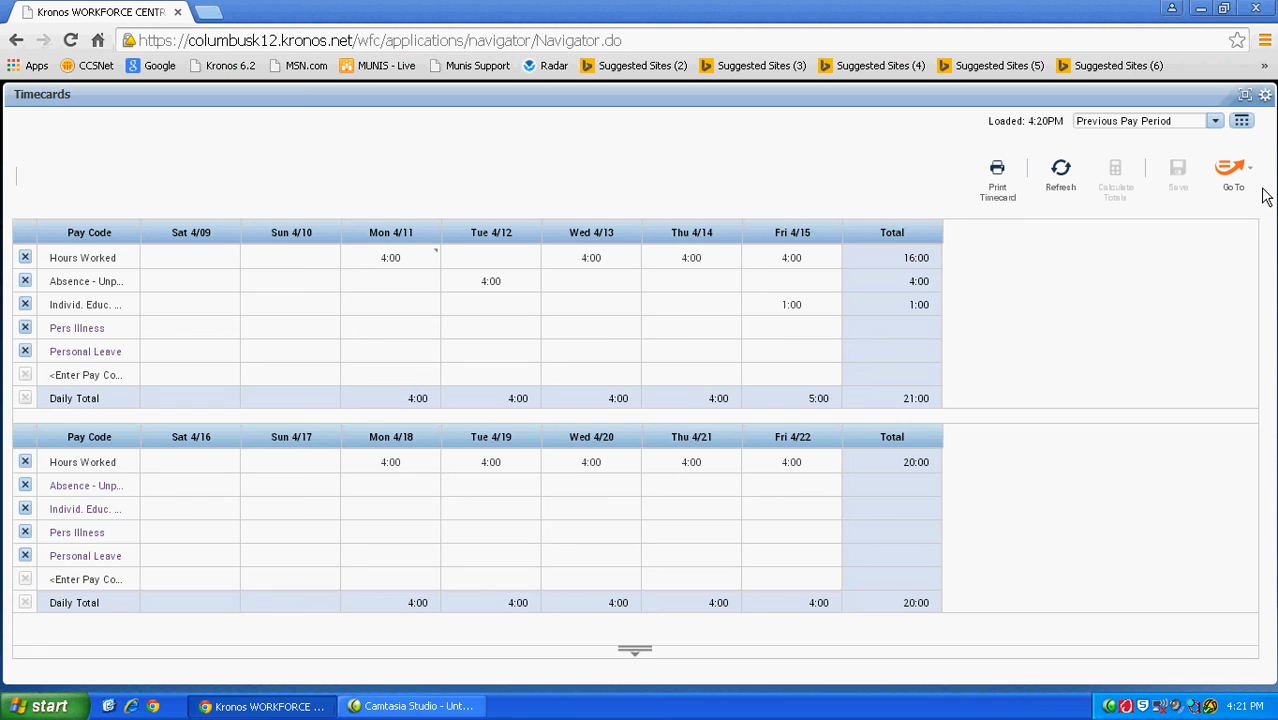 Kronos WORKFORCE CENTR
https://columbusk12.kronos.net/wfc/applications/navigator/Navigator.do
Apps CCSNet Google Kronos 6.2 MSN.com MUNIS - Live Munis Support Radar Suggested Sites (2) Suggested Sites (3) Suggested Sites (4) Suggested Sites (5) Suggested Sites (6) »
Timecards
Loaded: 4:20PM Previous Pay Period
Print Timecard Refresh Calculate Totals Save Go To
Pay Code Sat 4/09 Sun 4/10 Mon 4/11 Tue 4/12 Wed 4/13 Thu 4/14 Fri 4/15 Total
Hours Worked 4:00 4:00 4:00 4:00 16:00
Absence - Unp... 4:00 4:00
Individ. Educ. ... 1:00 1:00
Pers Illness
Personal Leave
<Enter Pay Co...
Daily Total 4:00 4:00 4:00 4:00 5:00 21:00
Pay Code Sat 4/16 Sun 4/17 Mon 4/18 Tue 4/19 Wed 4/20 Thu 4/21 Fri 4/22 Total
Hours Worked 4:00 4:00 4:00 4:00 4:00 20:00
Absence - Unp...
Individ. Educ. ...
Pers Illness
Personal Leave
<Enter Pay Co...
Daily Total 4:00 4:00 4:00 4:00 4:00 20:00
start Kronos WORKFORCE ... Camtasia Studio - Unt... 4:21 PM